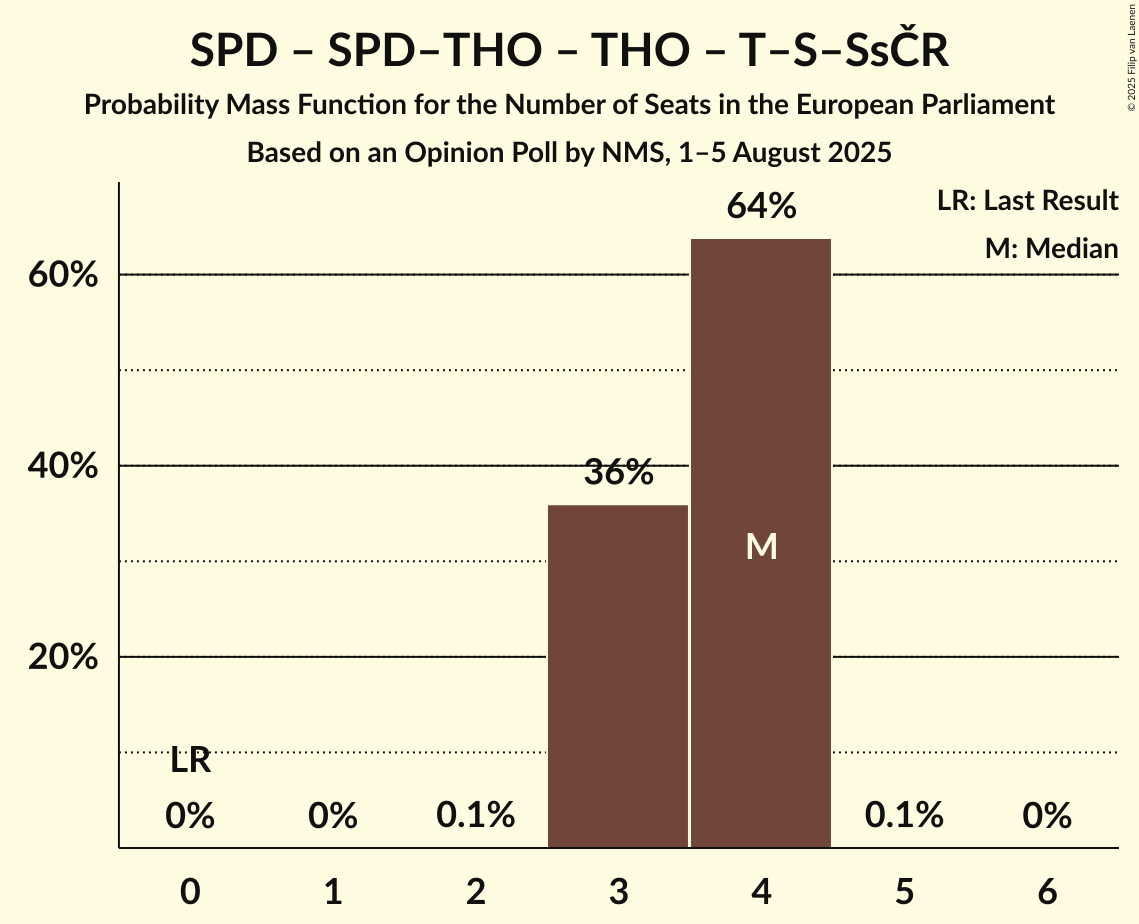 SPD – SPD–THO – THO – T–S–SsČR
Probability Mass Function for the Number of Seats in the European Parliament
Based on an Opinion Poll by NMS, 1–5 August 2025
© 2025 Filip van Laenen
LR: Last Result
M: Median
64%
60%
40%
36%
M
20%
LR
0% 0% 0.1% 0.1% 0%
0 1 2 3 4 5 6